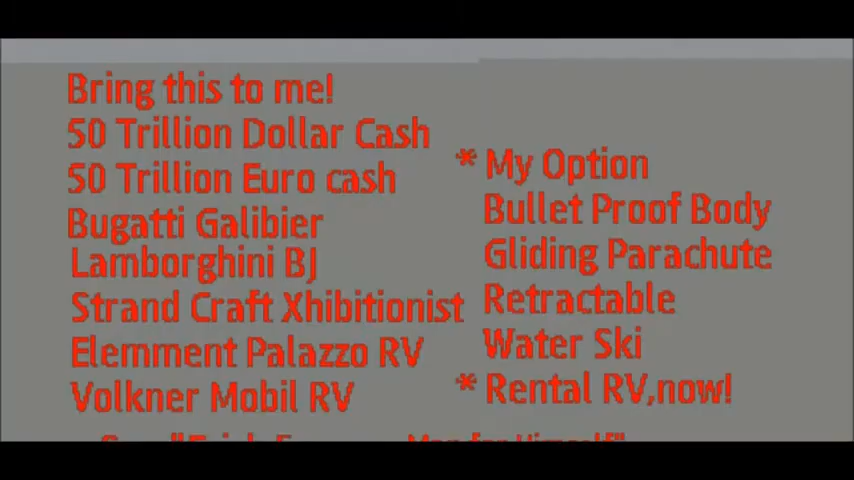 Bring this to me!
50 Trillion Dollar Cash
50 Trillion Euro cash
Bugatti Galibier
Lamborghini BJ
Strand Craft Xhibitionist
Elemment Palazzo RV
Volkner Mobil RV
* My Option
Bullet Proof Body
Gliding Parachute
Retractable
Water Ski
* Rental RV,now!